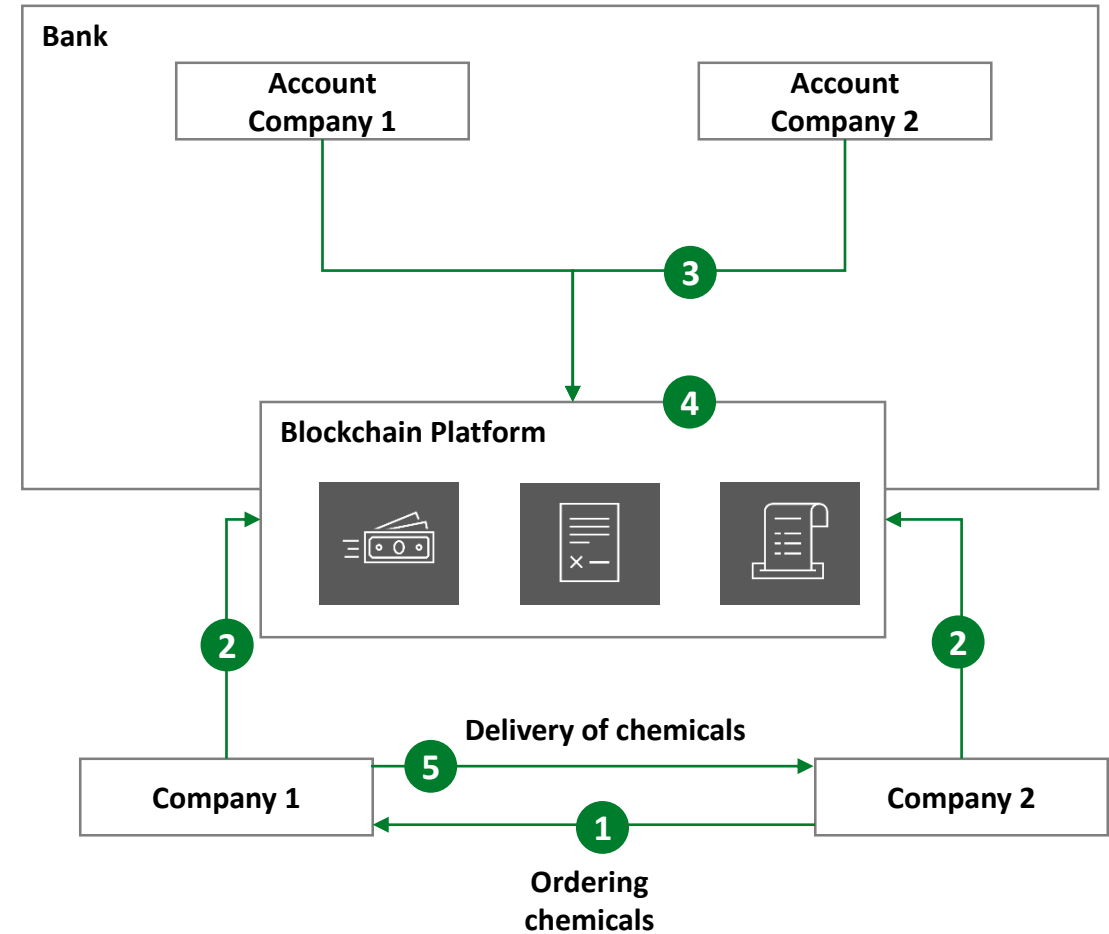 Bank
Account
Company 1
Account
Company 2
3
4
Blockchain Platform
2
2
Delivery of chemicals
5
Company 1
Company 2
1
Ordering
chemicals